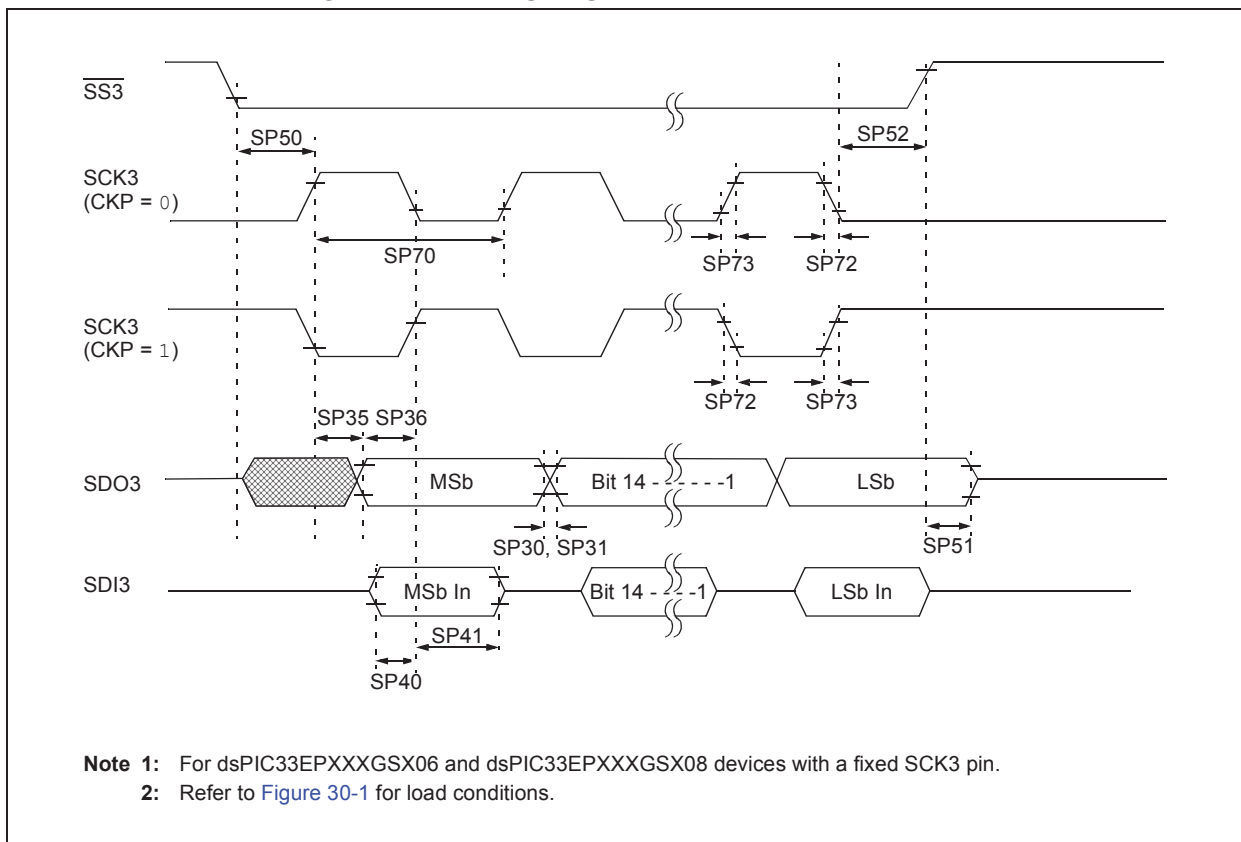 SS3
SP50
SP52
SCK3
(CKP = 0)
SP70
SP73
SP72
SCK3
(CKP = 1)
SP72
SP73
SP35
SP36
SDO3
MSb
Bit 14 - - - - - -1
LSb
SP30, SP31
SP51
SDI3
MSb In
Bit 14 - - - -1
LSb In
SP41
SP40
Note 1: For dsPIC33EPXXXGSX06 and dsPIC33EPXXXGSX08 devices with a fixed SCK3 pin.
2: Refer to Figure 30-1 for load conditions.